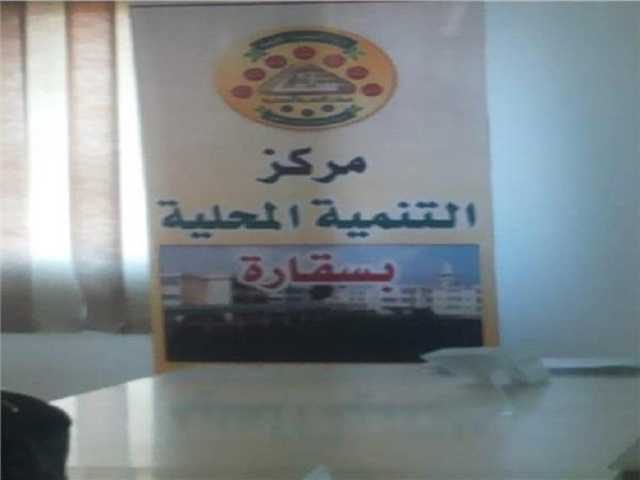 مركز
التنمية المحلية
بسقارة